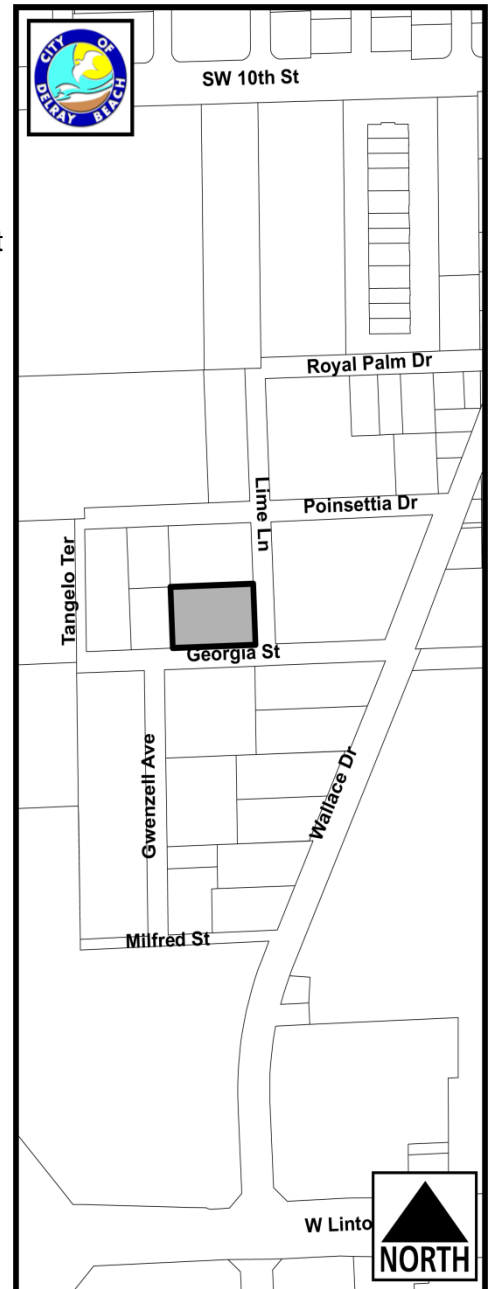 CITY OF
DELRAY BEACH
SW 10th St
Royal Palm Dr
Lime Ln
Poinsettia Dr
Tangelo Ter
Georgia St
Gwenzell Ave
Wallace Dr
Milfred St
W Linto
NORTH